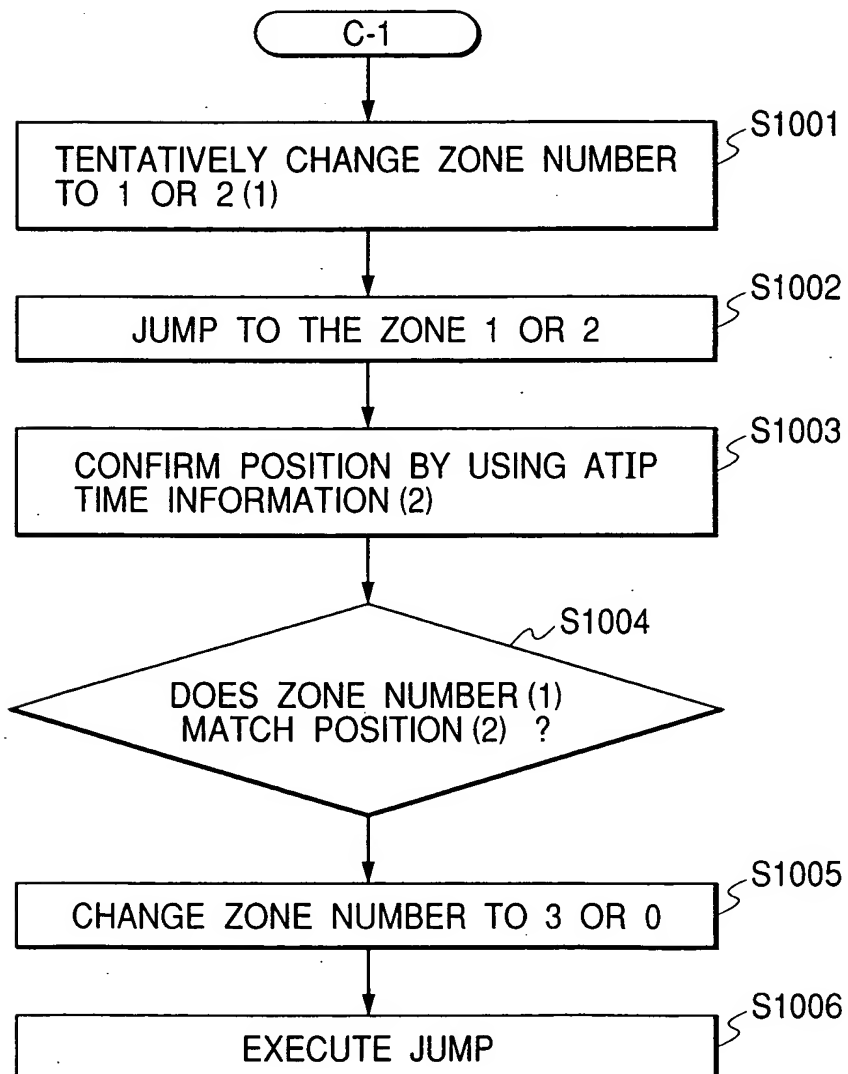 C-1
S1001
TENTATIVELY CHANGE ZONE NUMBER
TO 1 OR 2(1)
S1002
JUMP TO THE ZONE 1 OR 2
S1003
CONFIRM POSITION BY USING ATIP
TIME INFORMATION(2)
S1004
DOES ZONE NUMBER(1)
MATCH POSITION(2) ?
S1005
CHANGE ZONE NUMBER TO 3 OR 0
S1006
EXECUTE JUMP